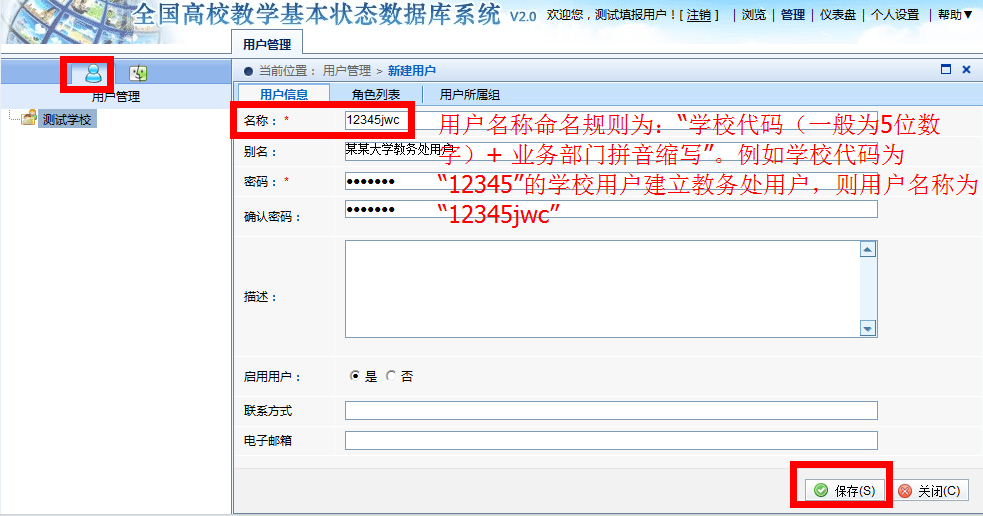 全国高校教学基本状态数据库系统 V2.0 欢迎您，测试填报用户！[ 注销 ] | 浏览 | 管理 | 仪表盘 | 个人设置 | 帮助▼
用户管理
当前位置： 用户管理 > 新建用户
用户管理
用户信息 角色列表 用户所属组
测试学校
名称：* 12345jwc
别名： 某某大学教务处用户
密码：* •••••••
确认密码： •••••••
用户名称命名规则为：“学校代码（一般为5位数
字）+ 业务部门拼音缩写”。例如学校代码为
“12345”的学校用户建立教务处用户，则用户名称为
“12345jwc”
描述：
启用用户： 是 否
联系方式
电子邮箱
保存(S) 关闭(C)